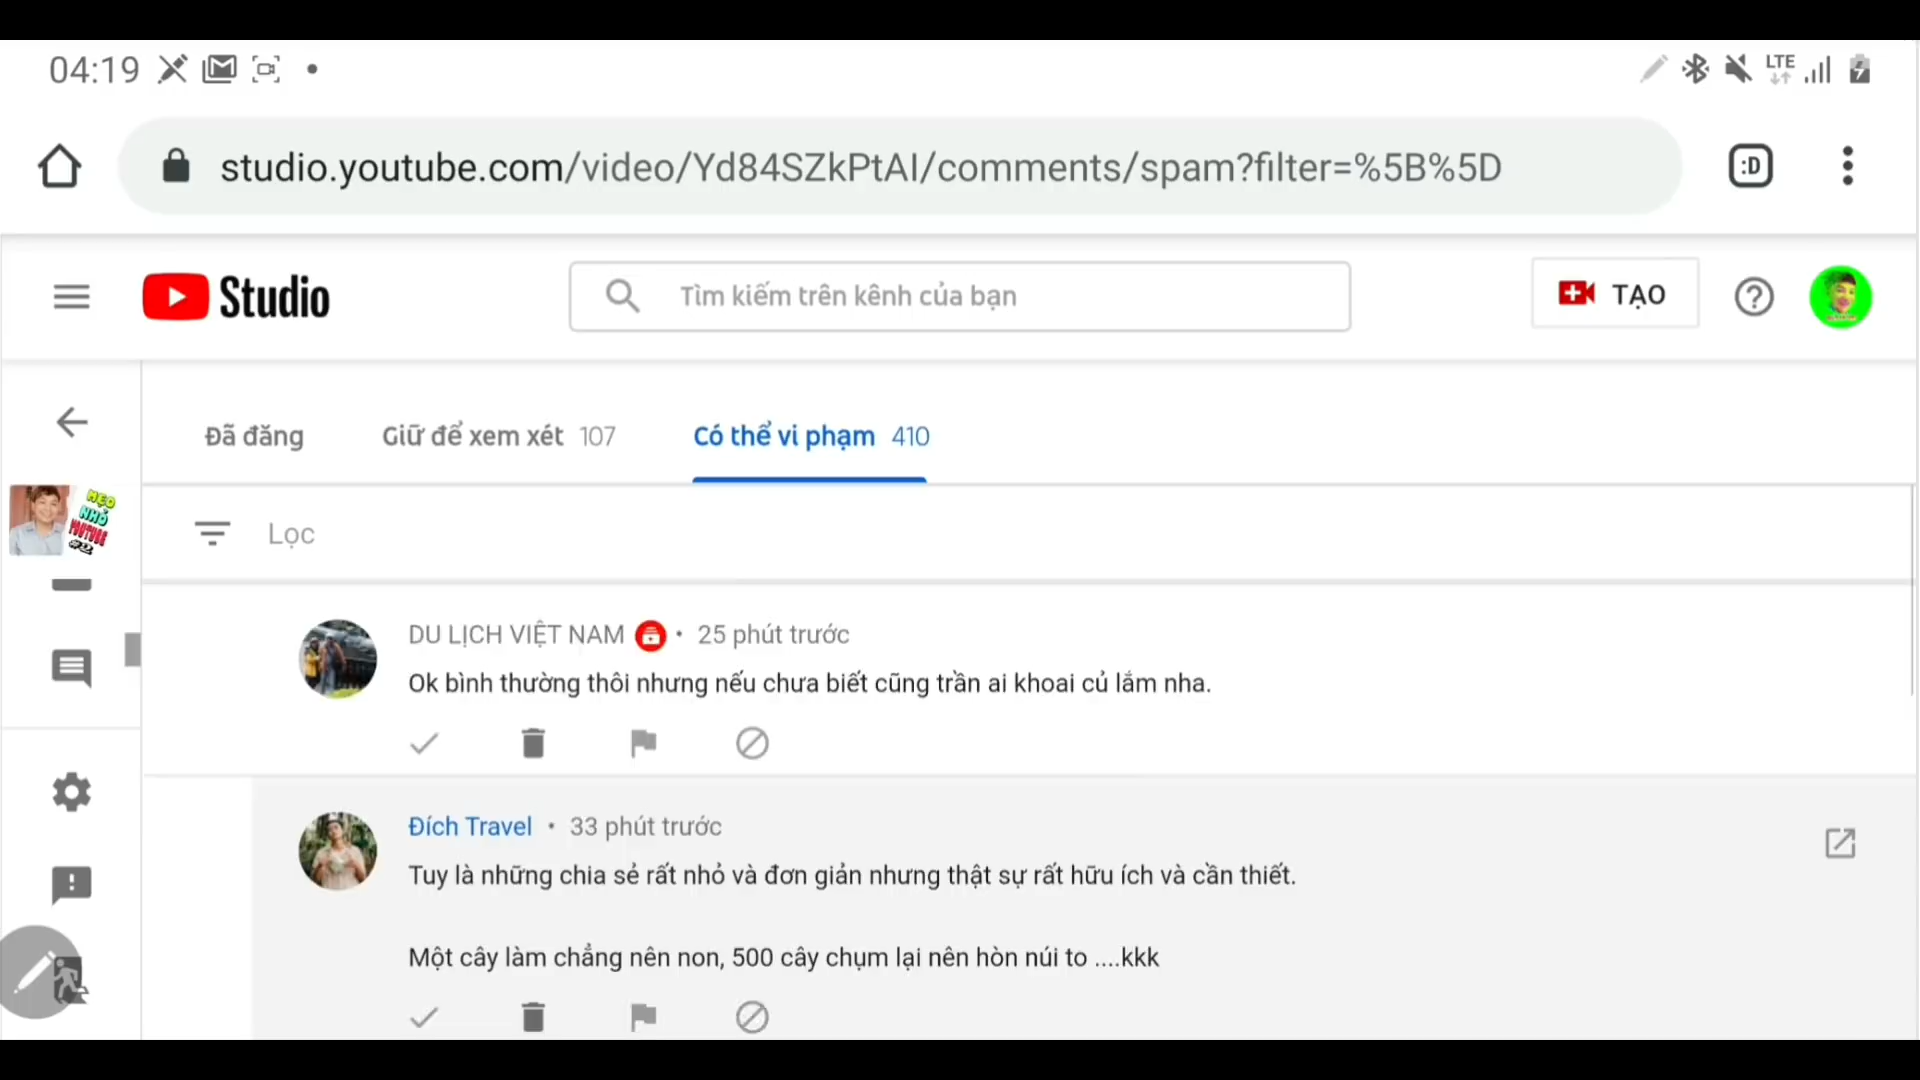 04:19
LTE
studio.youtube.com/video/Yd84SZkPtAI/comments/spam?filter=%5B%5D
:D
Studio
Tìm kiếm trên kênh của bạn
TẠO
Đã đăng
Giữ để xem xét 107
Có thể vi phạm 410
MẸO
NHỎ
YOUTUBE
Lọc
DU LỊCH VIỆT NAM • 25 phút trước
Ok bình thường thôi nhưng nếu chưa biết cũng trần ai khoai củ lắm nha.
Đích Travel • 33 phút trước
Tuy là những chia sẻ rất nhỏ và đơn giản nhưng thật sự rất hữu ích và cần thiết.
Một cây làm chẳng nên non, 500 cây chụm lại nên hòn núi to ....kkk